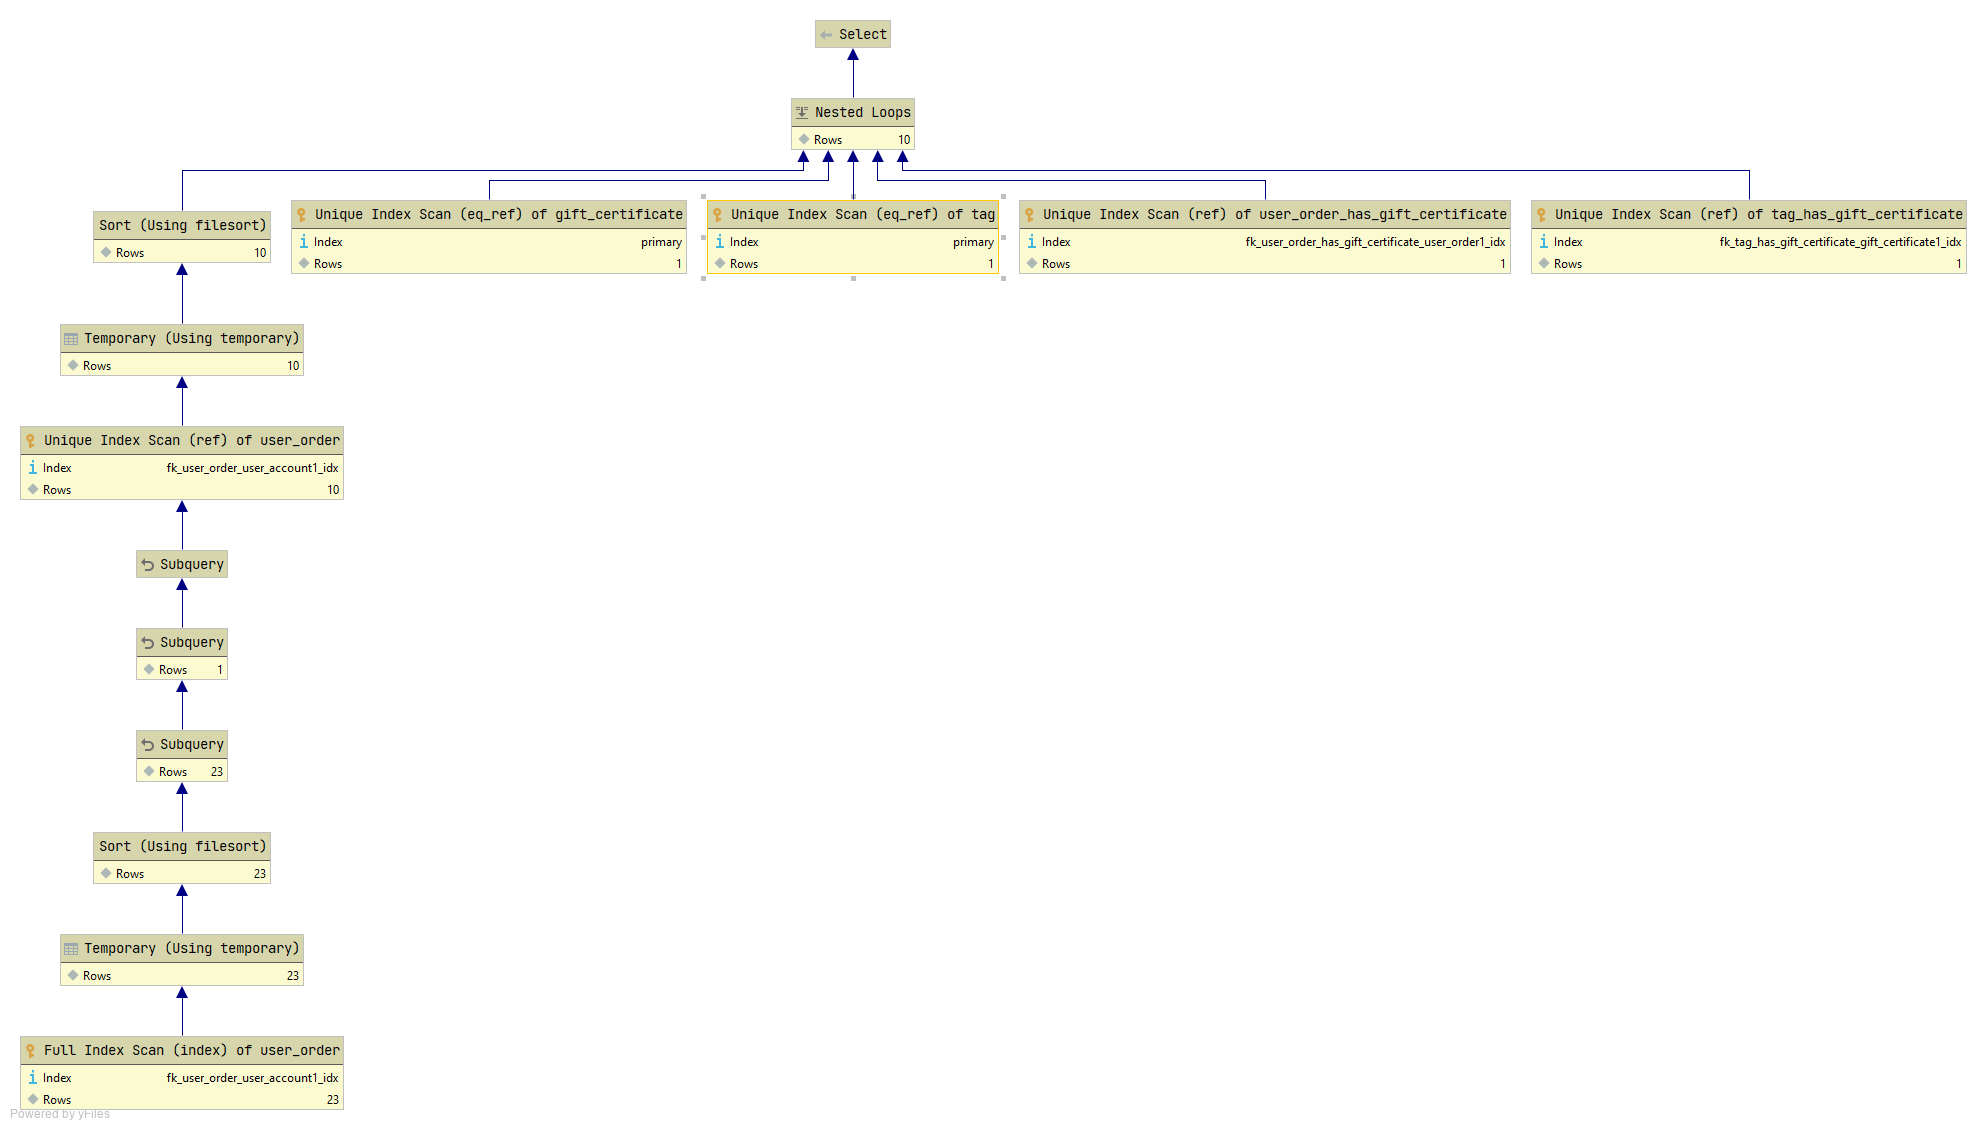 Select
Nested Loops
Rows 10
Sort (Using filesort)
Rows 10
Unique Index Scan (eq_ref) of gift_certificate
Index primary
Rows 1
Unique Index Scan (eq_ref) of tag
Index primary
Rows 1
Unique Index Scan (ref) of user_order_has_gift_certificate
Index fk_user_order_has_gift_certificate_user_order1_idx
Rows 1
Unique Index Scan (ref) of tag_has_gift_certificate
Index fk_tag_has_gift_certificate_gift_certificate1_idx
Rows 1
Temporary (Using temporary)
Rows 10
Unique Index Scan (ref) of user_order
Index fk_user_order_user_account1_idx
Rows 10
Subquery
Subquery
Rows 1
Subquery
Rows 23
Sort (Using filesort)
Rows 23
Temporary (Using temporary)
Rows 23
Full Index Scan (index) of user_order
Index fk_user_order_user_account1_idx
Rows 23
Powered by yFiles